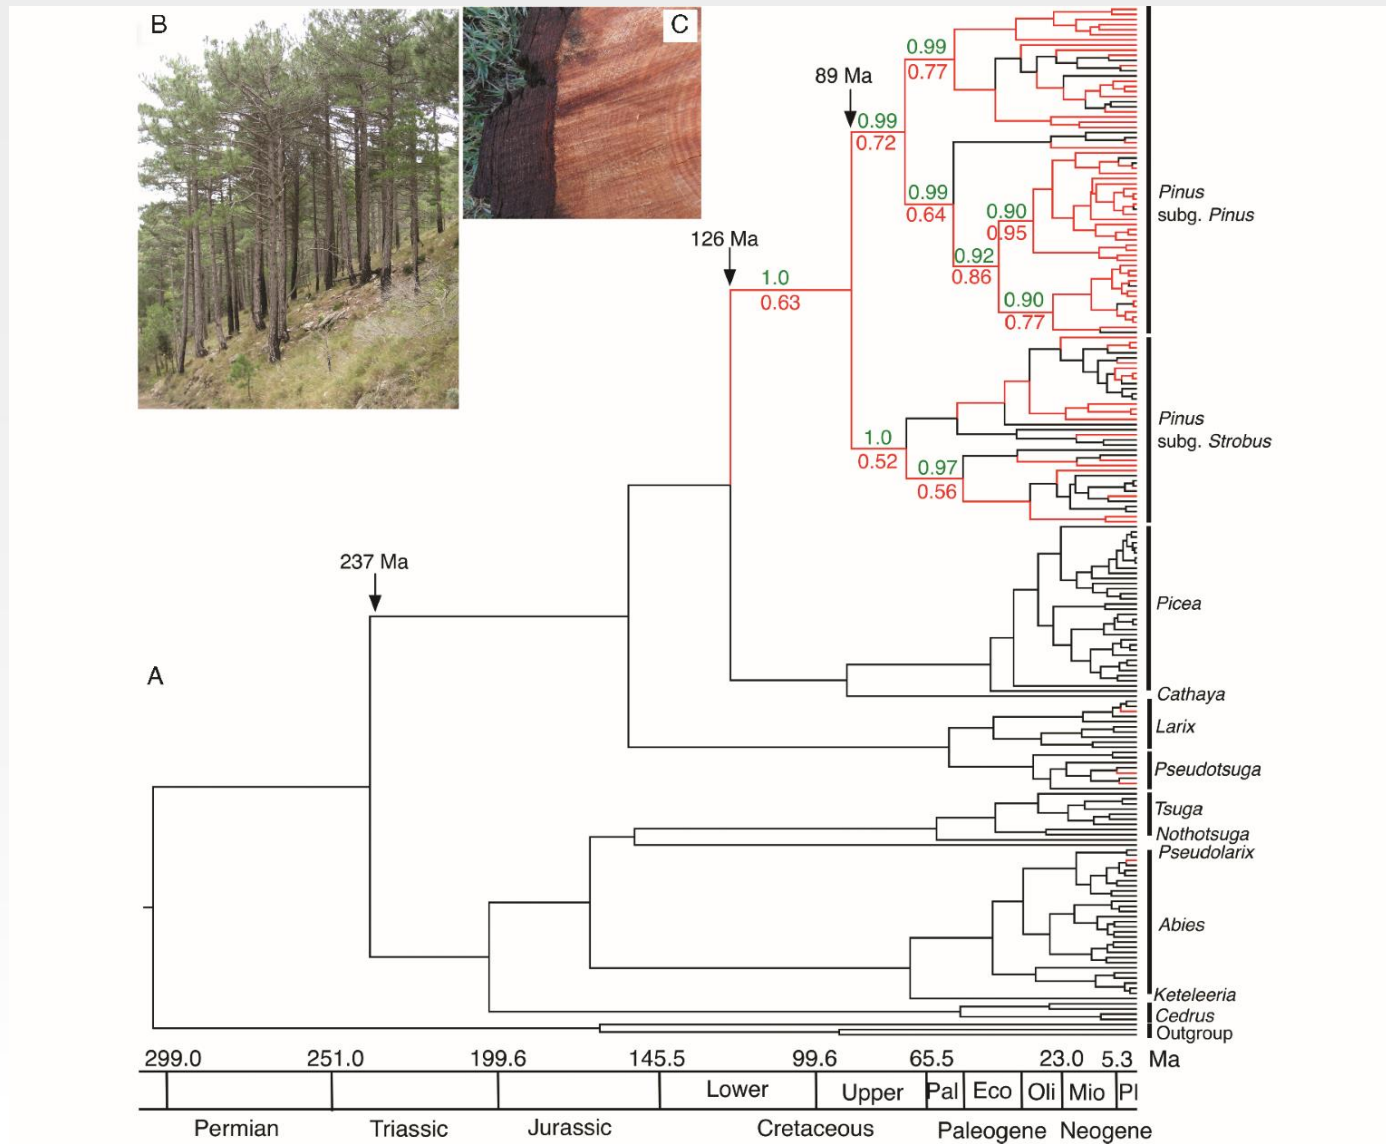 B
C
0.99
0.77
89 Ma
0.99
0.72
0.99
0.64
0.90
0.95
0.92
0.86
0.90
0.77
Pinus
subg. Pinus
126 Ma
1.0
0.63
Pinus
subg. Strobus
1.0
0.52
0.97
0.56
237 Ma
A
Picea
Cathaya
Larix
Pseudotsuga
Tsuga
Nothotsuga
Pseudolarix
Abies
Keteleeria
Cedrus
Outgroup
299.0 251.0 199.6 145.5 99.6 65.5 23.0 5.3 Ma
Lower Upper Pal Eco Oli Mio Pl
Permian Triassic Jurassic Cretaceous Paleogene Neogene